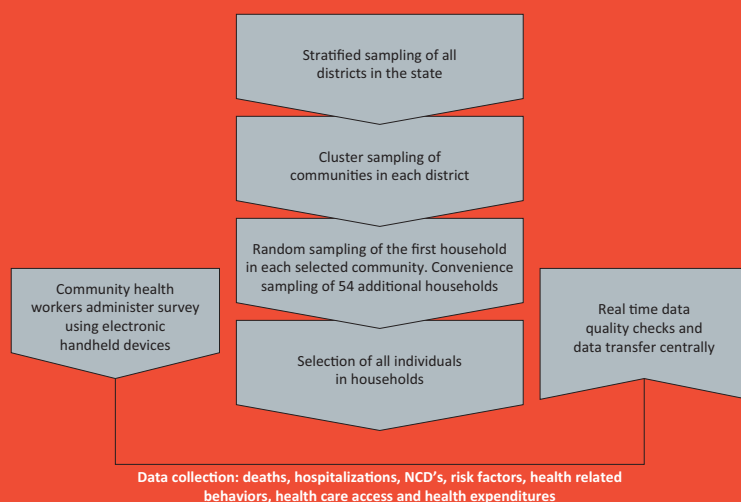 Stratified sampling of all
districts in the state
Cluster sampling of
communities in each district
Random sampling of the first household
in each selected community. Convenience
sampling of 54 additional households
Selection of all individuals
in households
Community health
workers administer survey
using electronic
handheld devices
Real time data
quality checks and
data transfer centrally
Data collection: deaths, hospitalizations, NCD's, risk factors, health related
behaviors, health care access and health expenditures